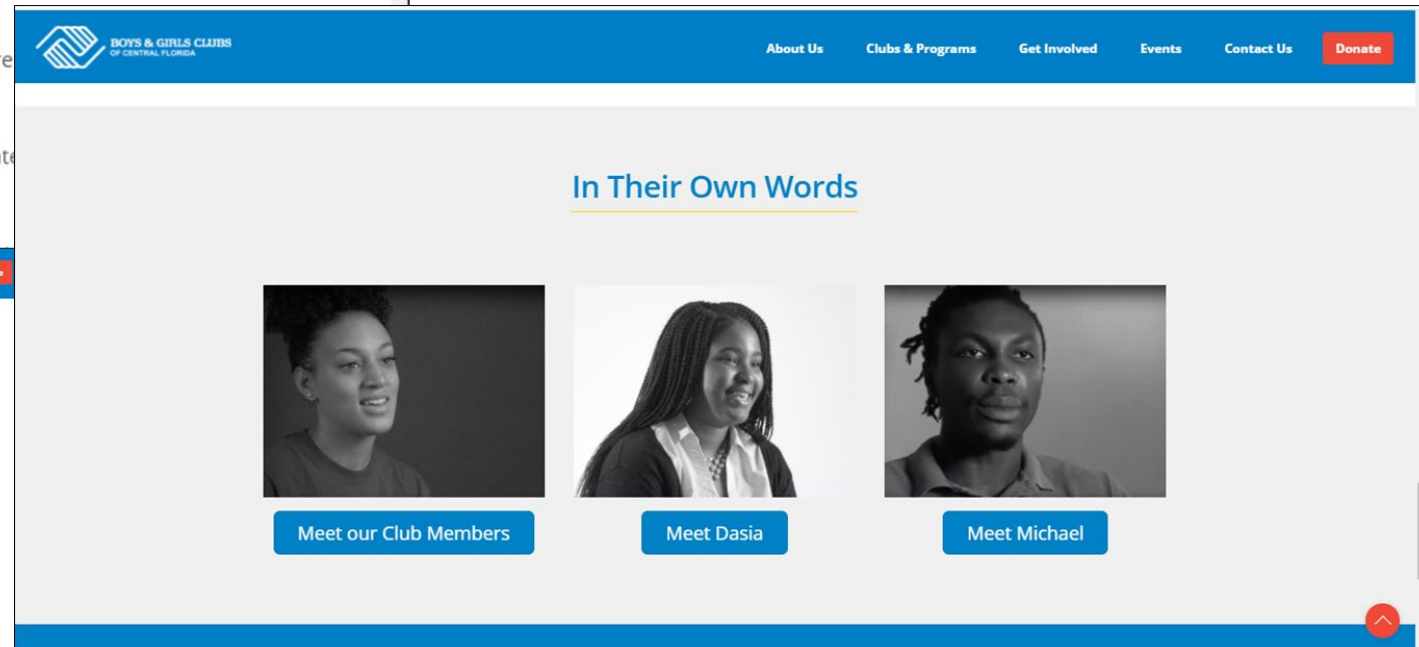 BOYS & GIRLS CLUBS
OF CENTRAL FLORIDA
About Us Clubs & Programs Get Involved Events Contact Us Donate
In Their Own Words
Meet our Club Members Meet Dasia Meet Michael